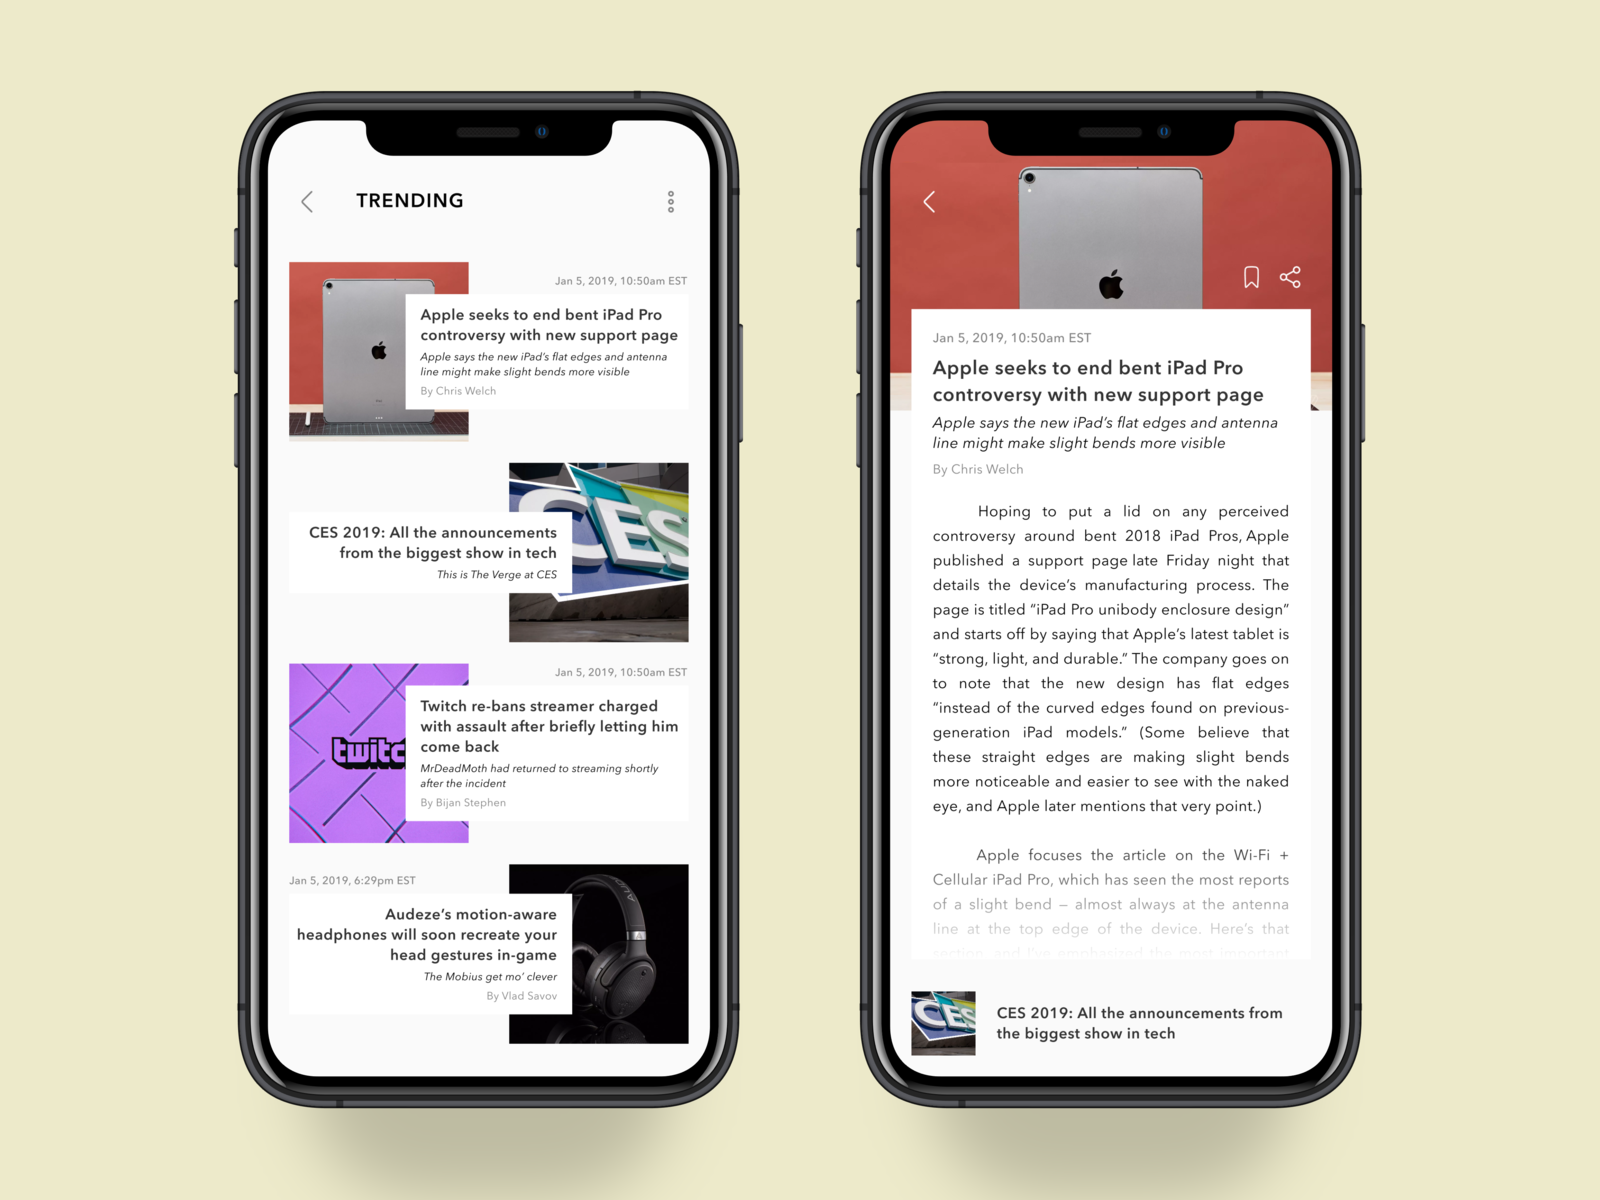 TRENDING
Jan 5, 2019, 10:50am EST
Apple seeks to end bent iPad Pro
controversy with new support page
Apple says the new iPad's flat edges and antenna
line might make slight bends more visible
By Chris Welch
CES
CES 2019: All the announcements
from the biggest show in tech
This is The Verge at CES
Jan 5, 2019, 10:50am EST
twitc
Twitch re-bans streamer charged
with assault after briefly letting him
come back
MrDeadMoth had returned to streaming shortly
after the incident
By Bijan Stephen
Jan 5, 2019, 6:29pm EST
Audeze's motion-aware
headphones will soon recreate your
head gestures in-game
The Mobius get mo' clever
By Vlad Savov
Jan 5, 2019, 10:50am EST
Apple seeks to end bent iPad Pro
controversy with new support page
Apple says the new iPad's flat edges and antenna
line might make slight bends more visible
By Chris Welch
Hoping to put a lid on any perceived
controversy around bent 2018 iPad Pros, Apple
published a support page late Friday night that
details the device's manufacturing process. The
page is titled “iPad Pro unibody enclosure design”
and starts off by saying that Apple's latest tablet is
“strong, light, and durable.” The company goes on
to note that the new design has flat edges
“instead of the curved edges found on previous-
generation iPad models.” (Some believe that
these straight edges are making slight bends
more noticeable and easier to see with the naked
eye, and Apple later mentions that very point.)
Apple focuses the article on the Wi-Fi +
Cellular iPad Pro, which has seen the most reports
of a slight bend – almost always at the antenna
line at the top edge of the device. Here's that
section, and I've emphasized the most important
CES
CES 2019: All the announcements from
the biggest show in tech